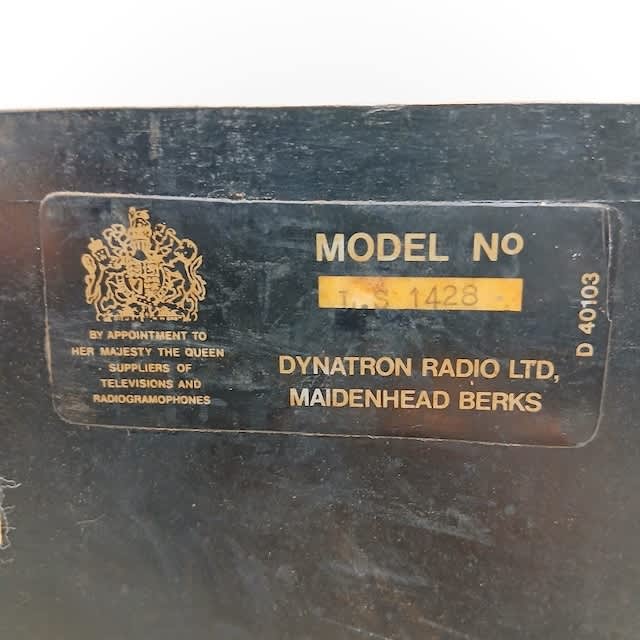 BY APPOINTMENT TO
HER MAJESTY THE QUEEN
SUPPLIERS OF
TELEVISIONS AND
RADIOGRAMOPHONES
MODEL Nº
1428
DYNATRON RADIO LTD,
MAIDENHEAD BERKS
D 40103